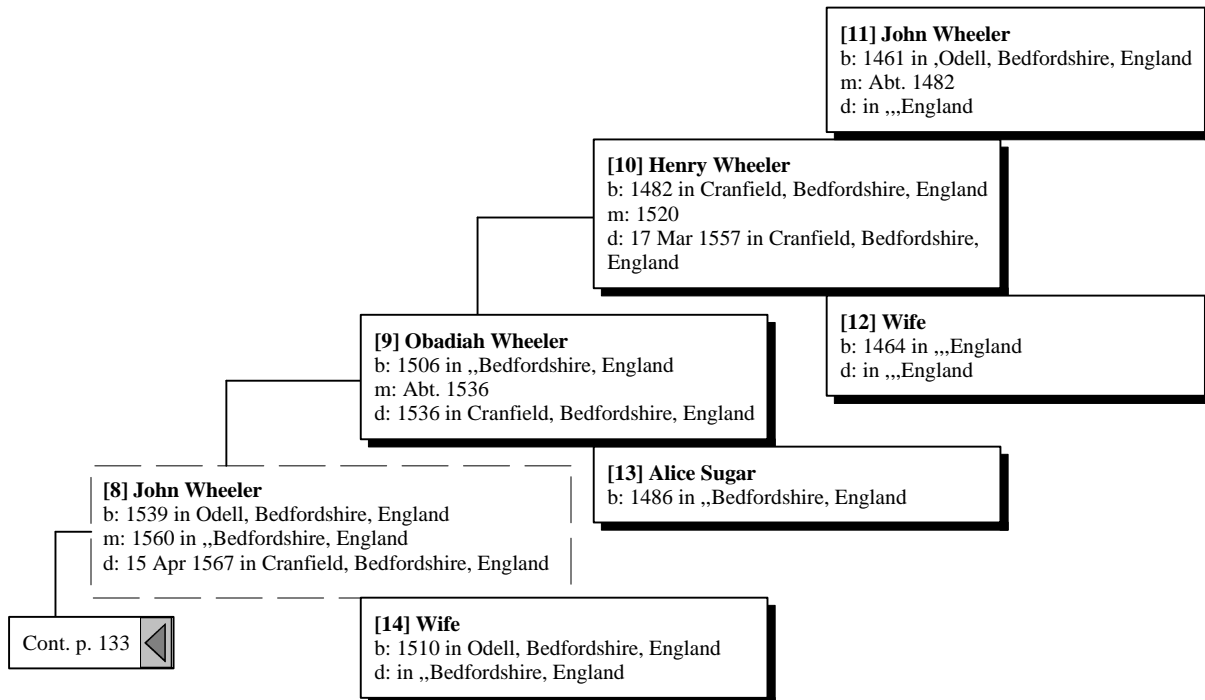 [11] John Wheeler
b: 1461 in ,Odell, Bedfordshire, England
m: Abt. 1482
d: in ,,,England
[10] Henry Wheeler
b: 1482 in Cranfield, Bedfordshire, England
m: 1520
d: 17 Mar 1557 in Cranfield, Bedfordshire,
England
[12] Wife
b: 1464 in ,,,England
d: in ,,,England
[9] Obadiah Wheeler
b: 1506 in ,,Bedfordshire, England
m: Abt. 1536
d: 1536 in Cranfield, Bedfordshire, England
[13] Alice Sugar
b: 1486 in ,,Bedfordshire, England
[8] John Wheeler
b: 1539 in Odell, Bedfordshire, England
m: 1560 in ,,Bedfordshire, England
d: 15 Apr 1567 in Cranfield, Bedfordshire, England
Cont. p. 133
[14] Wife
b: 1510 in Odell, Bedfordshire, England
d: in ,,Bedfordshire, England